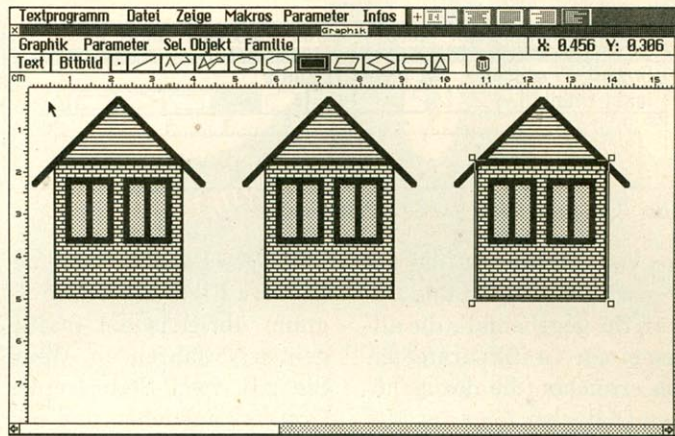 Textprogramm Datei Zeige Makros Parameter Infos
Graphik
Graphik Parameter Sel. Objekt Familie X: 0.456 Y: 0.306
Text Bitbild
cm 1 2 3 4 5 6 7 8 9 10 11 12 13 14 15
1
2
3
4
5
6
7